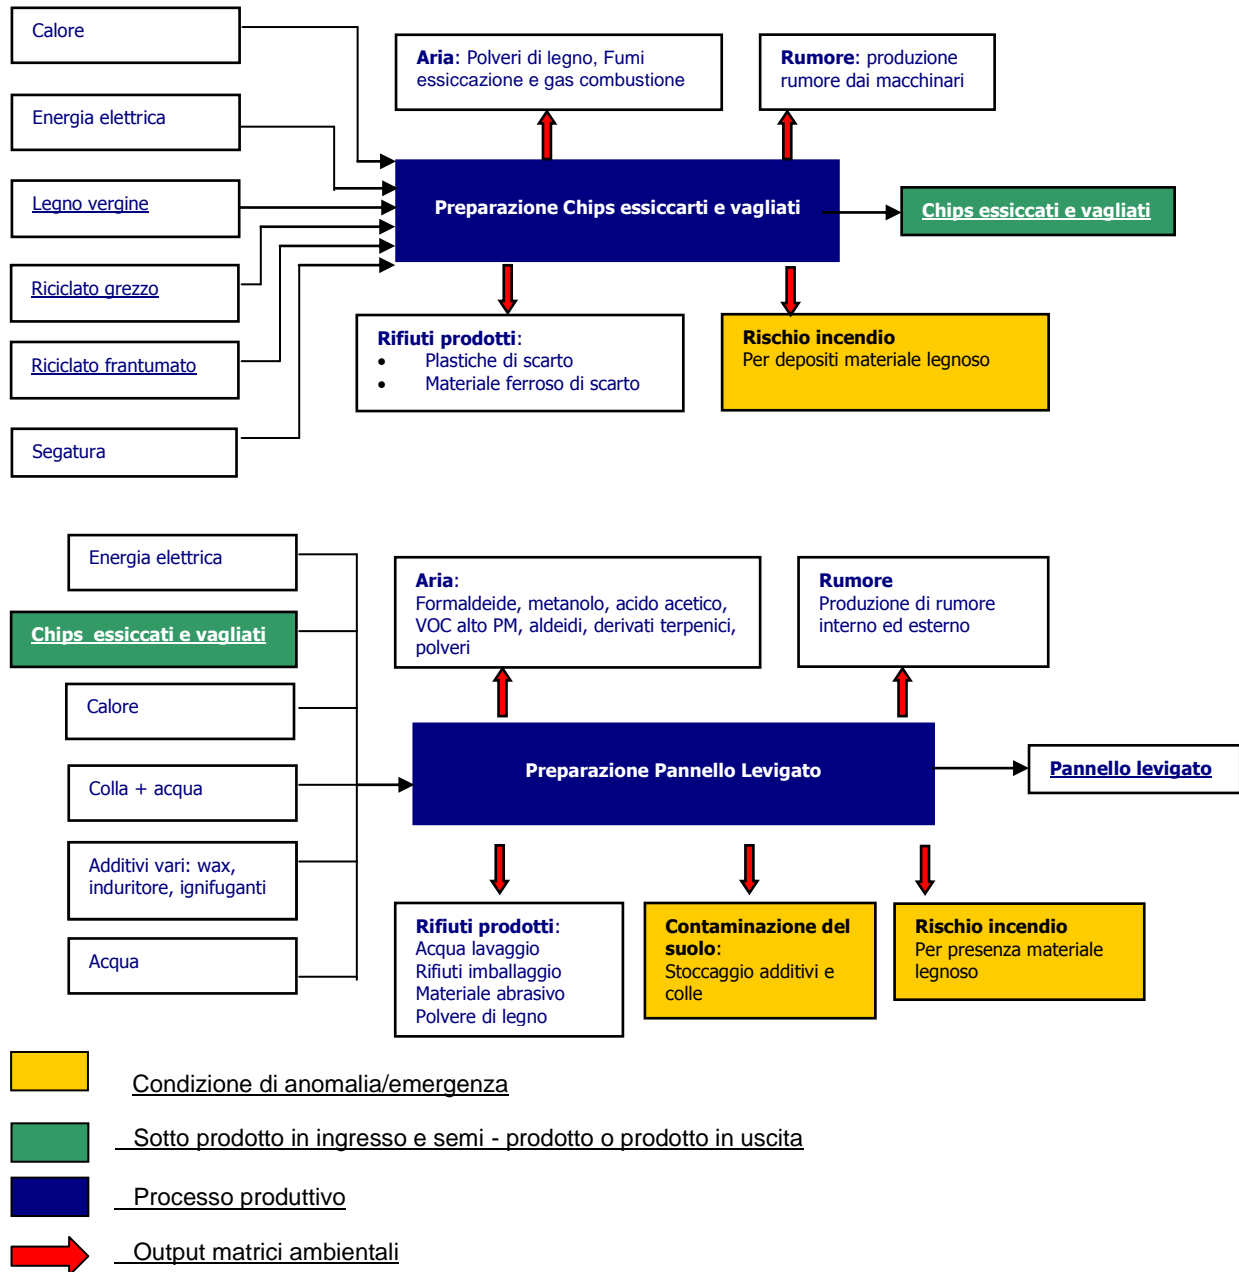 Calore
Energia elettrica
Legno vergine
Riciclato grezzo
Riciclato frantumato
Segatura
Aria: Polveri di legno, Fumi
essiccazione e gas combustione
Rumore: produzione
rumore dai macchinari
Preparazione Chips essiccarti e vagliati
Chips essiccati e vagliati
Rifiuti prodotti:
• Plastiche di scarto
• Materiale ferroso di scarto
Rischio incendio
Per depositi materiale legnoso
Energia elettrica
Chips essiccati e vagliati
Calore
Colla + acqua
Additivi vari: wax,
induritore, ignifuganti
Acqua
Aria:
Formaldeide, metanolo, acido acetico,
VOC alto PM, aldeidi, derivati terpenici,
polveri
Rumore
Produzione di rumore
interno ed esterno
Preparazione Pannello Levigato
Pannello levigato
Rifiuti prodotti:
Acqua lavaggio
Rifiuti imballaggio
Materiale abrasivo
Polvere di legno
Contaminazione del
suolo:
Stoccaggio additivi e
colle
Rischio incendio
Per presenza materiale
legnoso
Condizione di anomalia/emergenza
Sotto prodotto in ingresso e semi - prodotto o prodotto in uscita
Processo produttivo
Output matrici ambientali